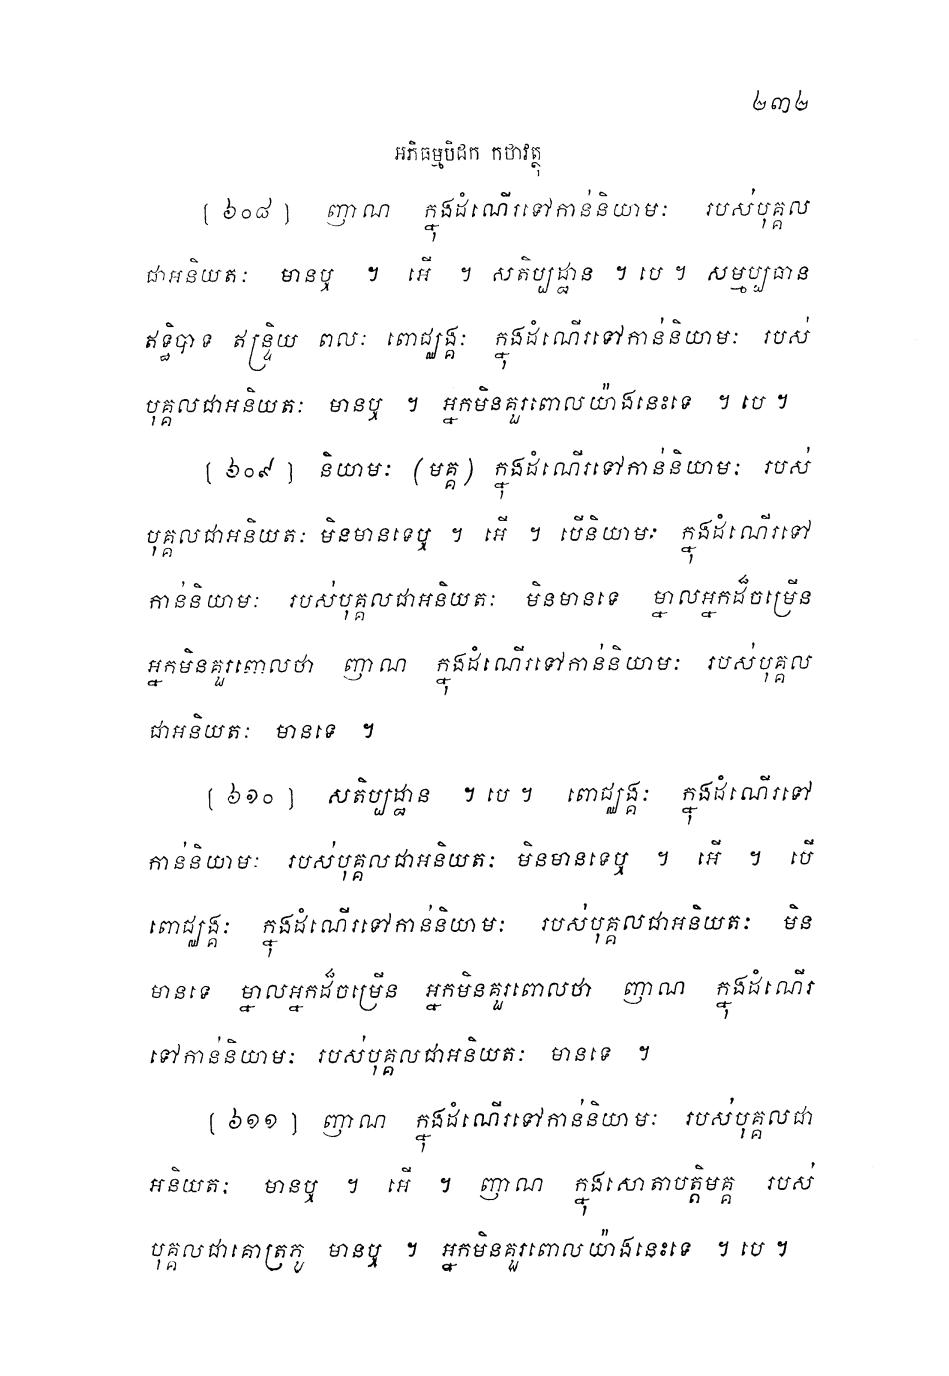 ២៣២
អភិធម្មបិដក កថាវត្ថុ
[៦០៨] ញាណ ក្នុងដំណើរទៅកាន់និយាមៈ របស់បុគ្គល
ជាអនិយតៈ មានឬ ។ អើ ។ សតិប្បដ្ឋាន ។ បេ ។ សម្មប្បធាន
ឥទ្ធិបាទ ឥន្ទ្រិយ ពលៈ ពោជ្ឈង្គៈ ក្នុងដំណើរទៅកាន់និយាមៈ របស់
បុគ្គលជាអនិយតៈ មានឬ ។ អ្នកមិនគួរពោលយ៉ាងនេះទេ ។ បេ ។
[៦០៩] និយាមៈ (មគ្គ) ក្នុងដំណើរទៅកាន់និយាមៈ របស់
បុគ្គលជាអនិយតៈ មិនមានទេឬ ។ អើ ។ បើនិយាមៈ ក្នុងដំណើរទៅ
កាន់និយាមៈ របស់បុគ្គលជាអនិយតៈ មិនមានទេ ម្នាលអ្នកដ៏ចម្រើន
អ្នកមិនគួរពោលថា ញាណ ក្នុងដំណើរទៅកាន់និយាមៈ របស់បុគ្គល
ជាអនិយតៈ មានទេ ។
[៦១០] សតិប្បដ្ឋាន ។ បេ ។ ពោជ្ឈង្គៈ ក្នុងដំណើរទៅ
កាន់និយាមៈ របស់បុគ្គលជាអនិយតៈ មិនមានទេឬ ។ អើ ។ បើ
ពោជ្ឈង្គៈ ក្នុងដំណើរទៅកាន់និយាមៈ របស់បុគ្គលជាអនិយតៈ មិន
មានទេ ម្នាលអ្នកដ៏ចម្រើន អ្នកមិនគួរពោលថា ញាណ ក្នុងដំណើរ
ទៅកាន់និយាមៈ របស់បុគ្គលជាអនិយតៈ មានទេ ។
[៦១១] ញាណ ក្នុងដំណើរទៅកាន់និយាមៈ របស់បុគ្គលជា
អនិយតៈ មានឬ ។ អើ ។ ញាណ ក្នុងសោតាបត្តិមគ្គ របស់
បុគ្គលជាគោត្រភូ មានឬ ។ អ្នកមិនគួរពោលយ៉ាងនេះទេ ។ បេ ។